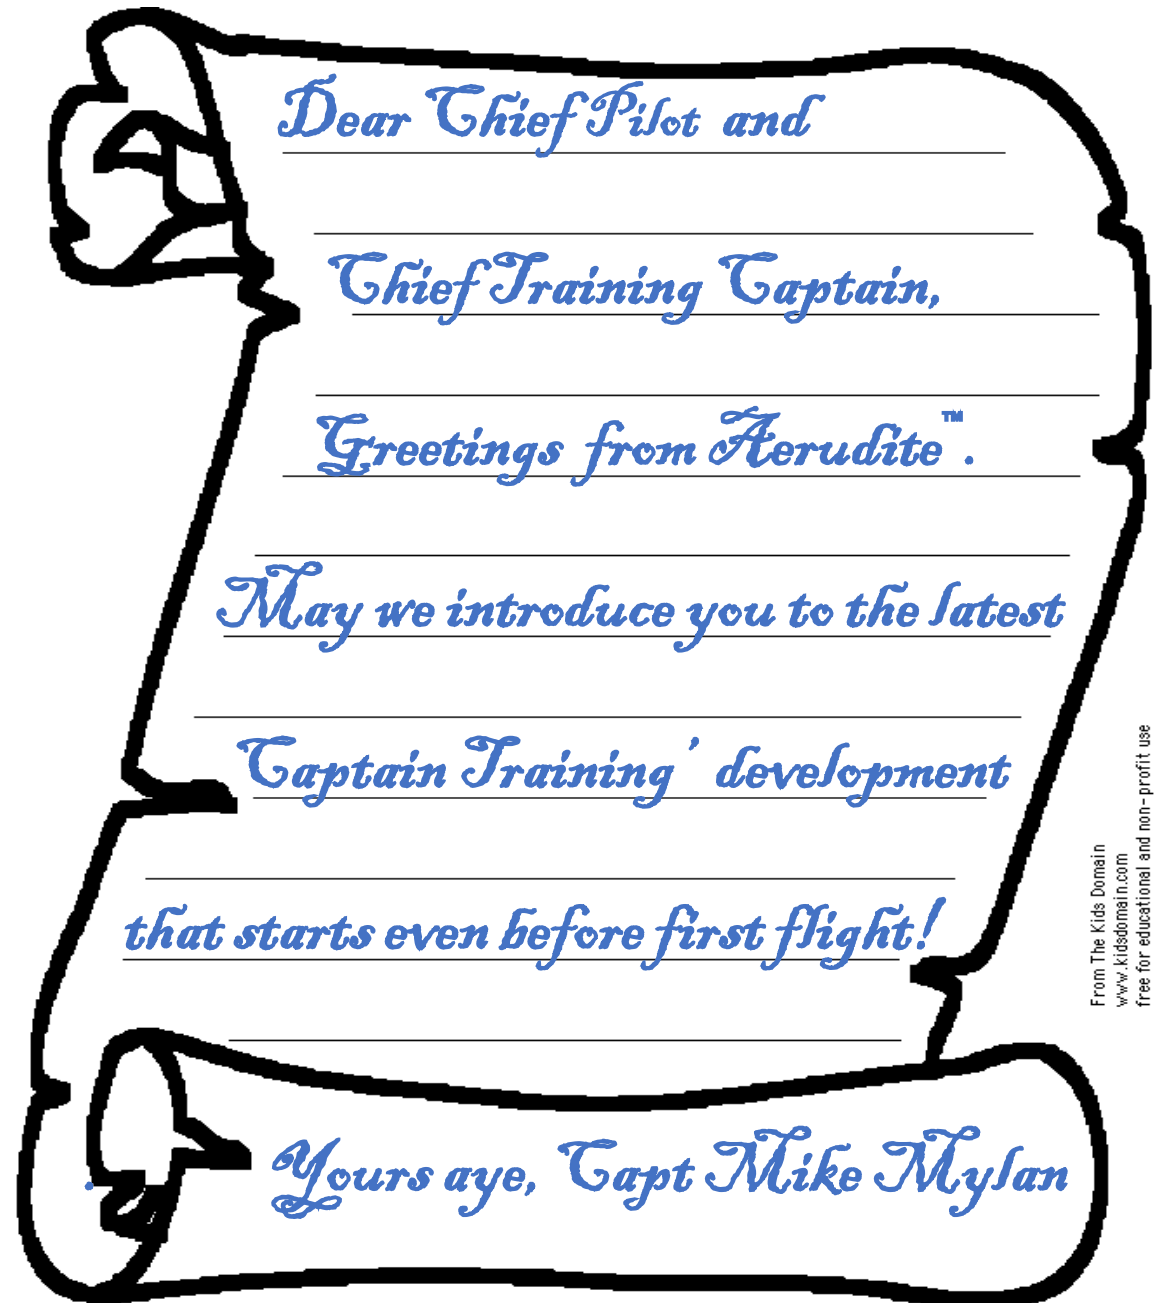 Dear Chief Pilot and
Chief Training Captain,
Greetings from Aerudite™.
May we introduce you to the latest
Captain Training’ development
that starts even before first flight!
Yours aye, Capt Mike Mylan
From The Kids Domain
www.kidsdomain.com
free for educational and non-profit use